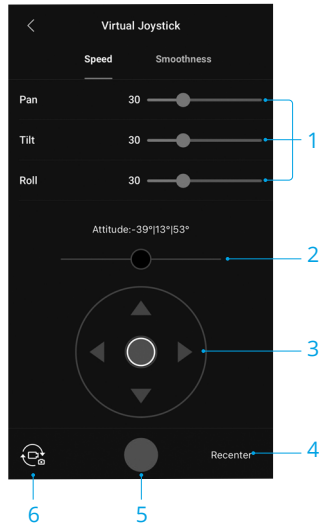 Virtual Joystick
Speed Smoothness
Pan 30
1
Tilt 30
Roll 30
Attitude:-39°|13°|53°
2
3
Recenter 4
6 5